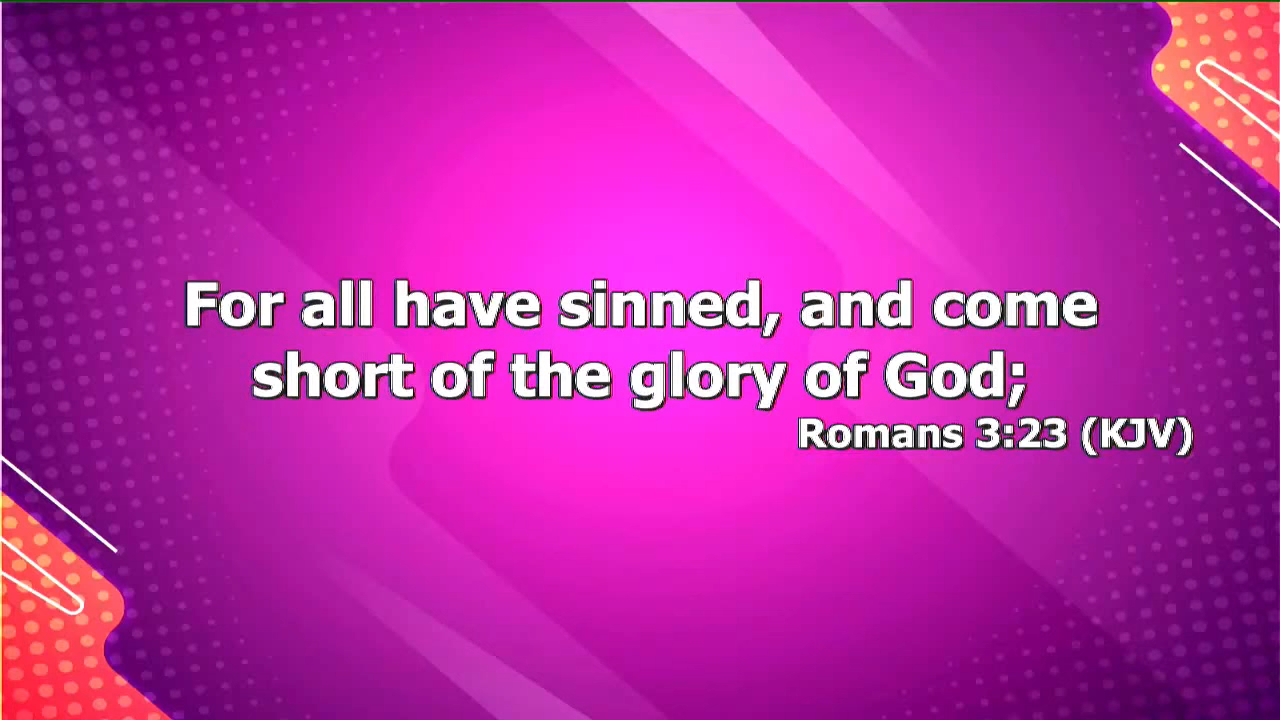 For all have sinned, and come
short of the glory of God;
Romans 3:23 (KJV)